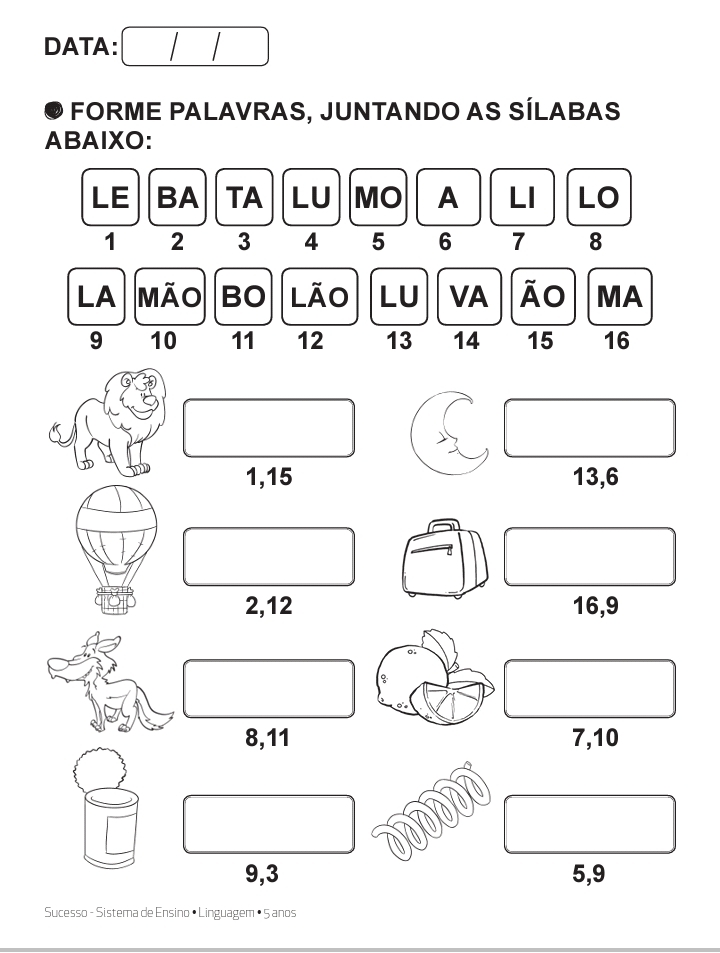 DATA: / /
FORME PALAVRAS, JUNTANDO AS SÍLABAS
ABAIXO:
LE BA TA LU MO A LI LO
1 2 3 4 5 6 7 8
LA MÃO BO LÃO LU VA ÃO MA
9 10 11 12 13 14 15 16
1,15 13,6
2,12 16,9
8,11 7,10
9,3 5,9
Sucesso - Sistema de Ensino • Linguagem • 5 anos